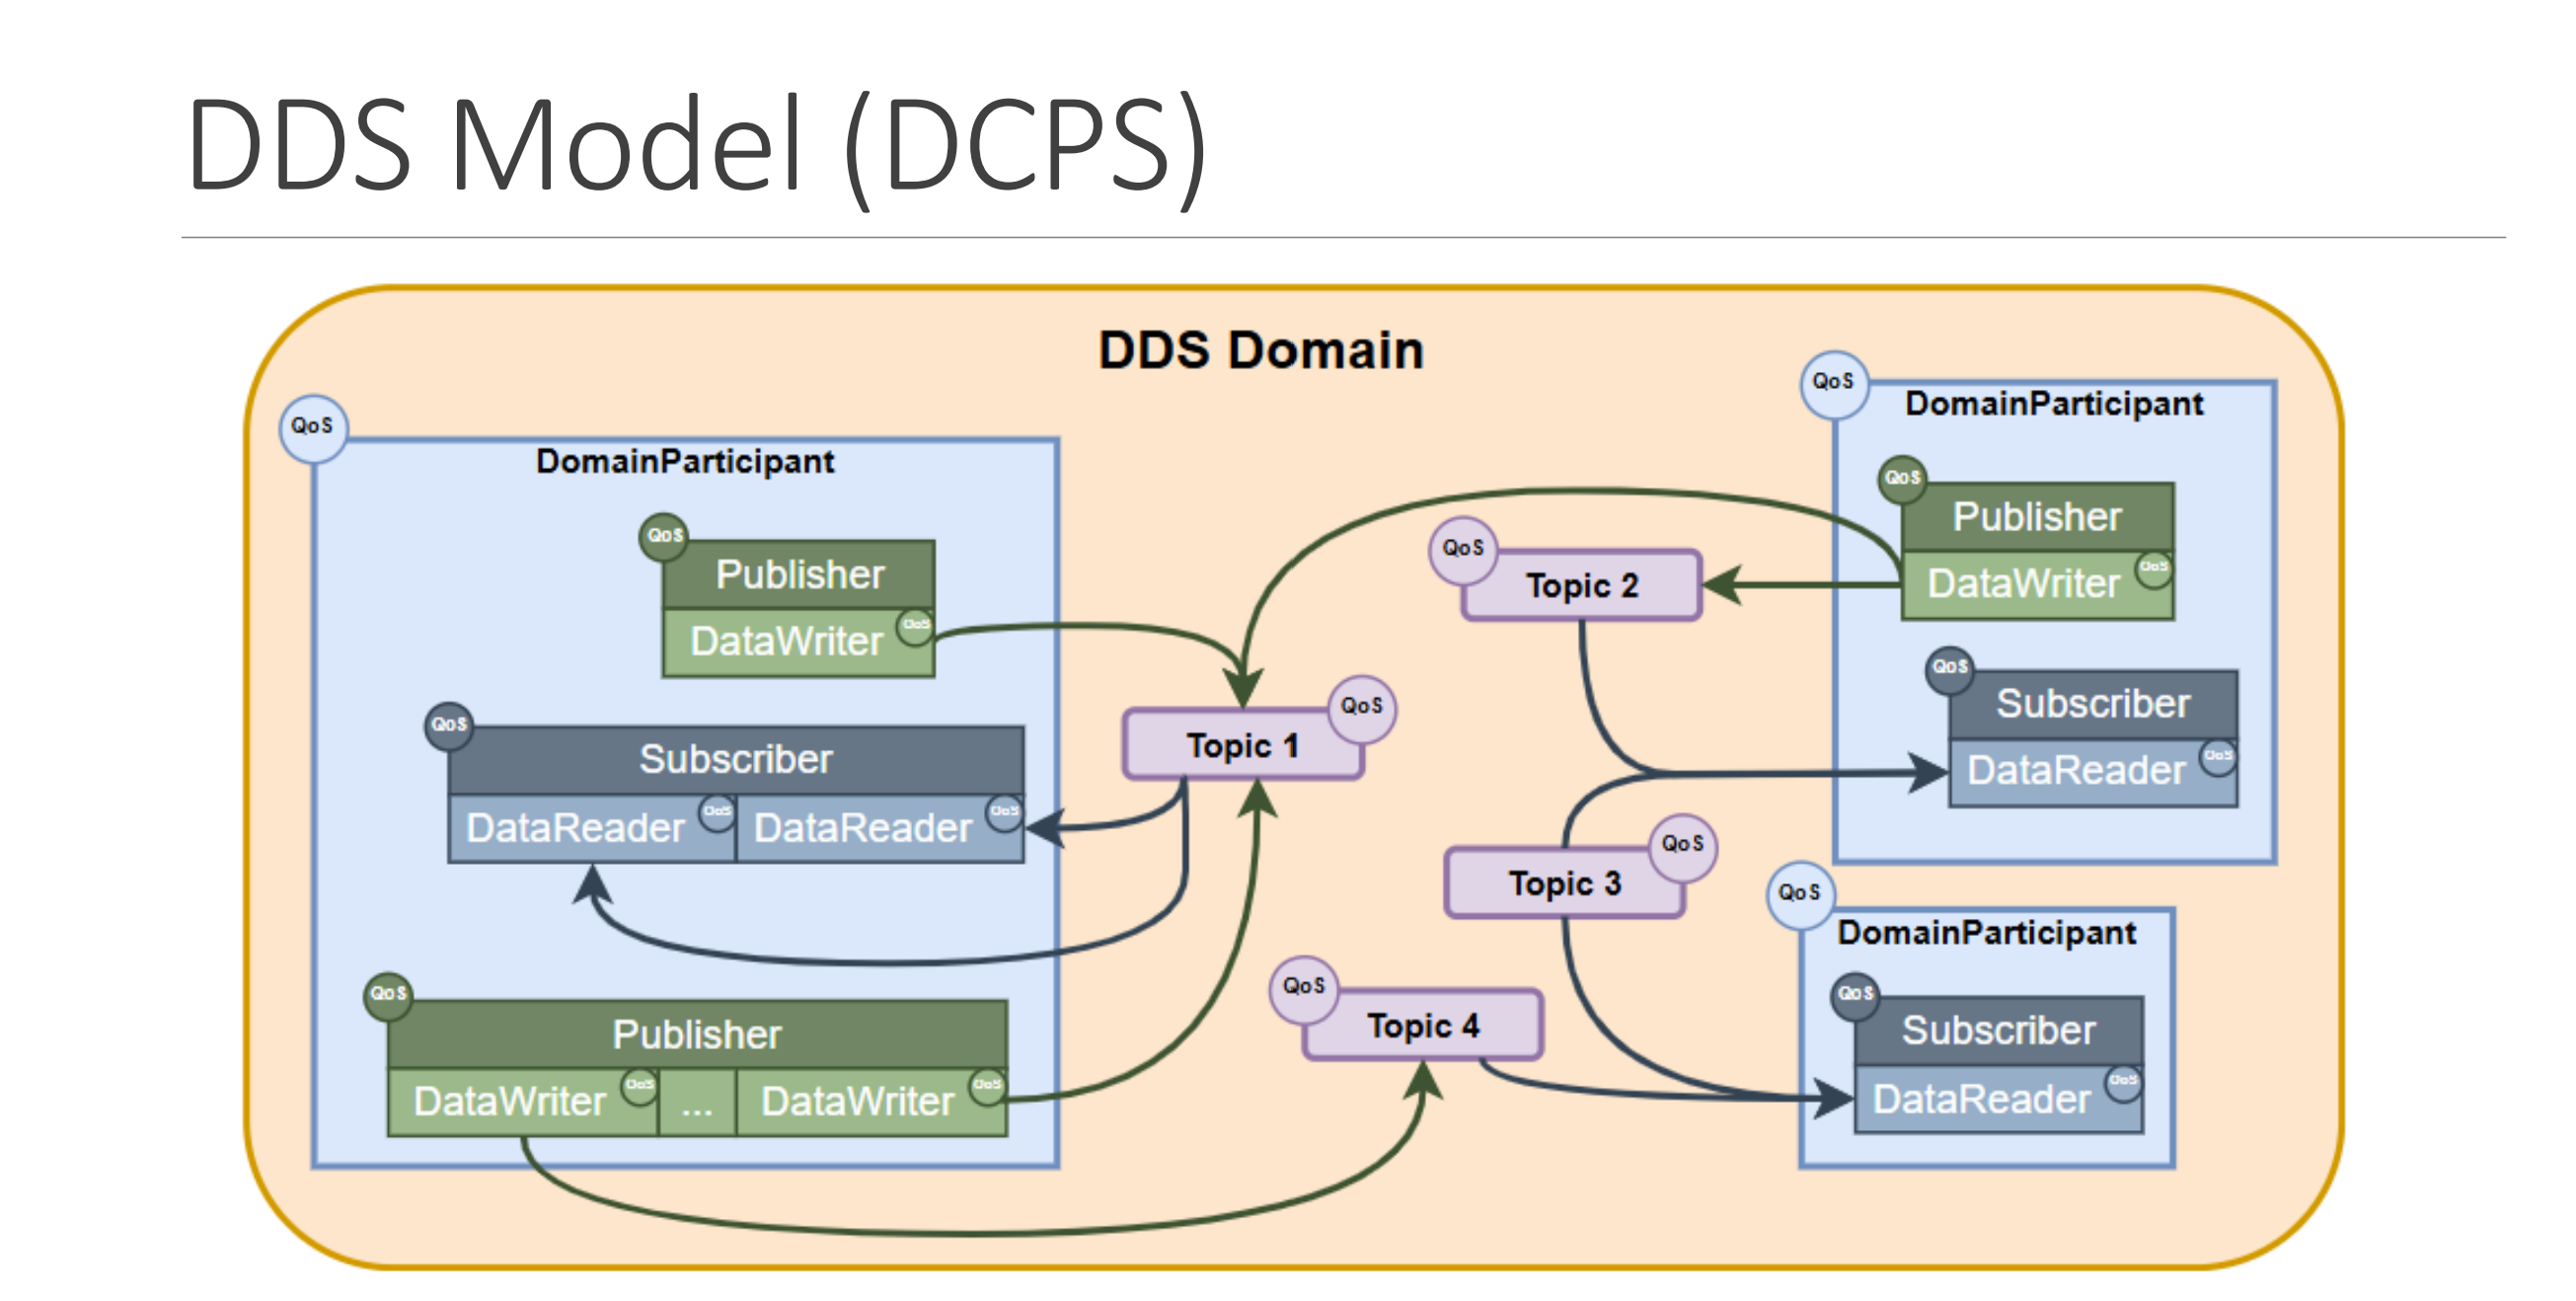 DDS Model (DCPS)
DDS Domain
QoS
DomainParticipant
QoS
Publisher
DataWriter QoS
QoS
Subscriber
DataReader QoS DataReader QoS
QoS
Publisher
DataWriter QoS ... DataWriter QoS
Topic 1 QoS
QoS
Topic 2
Topic 3 QoS
QoS
Topic 4
QoS
DomainParticipant
QoS
Publisher
DataWriter QoS
QoS
Subscriber
DataReader QoS
QoS
DomainParticipant
QoS
Subscriber
DataReader QoS